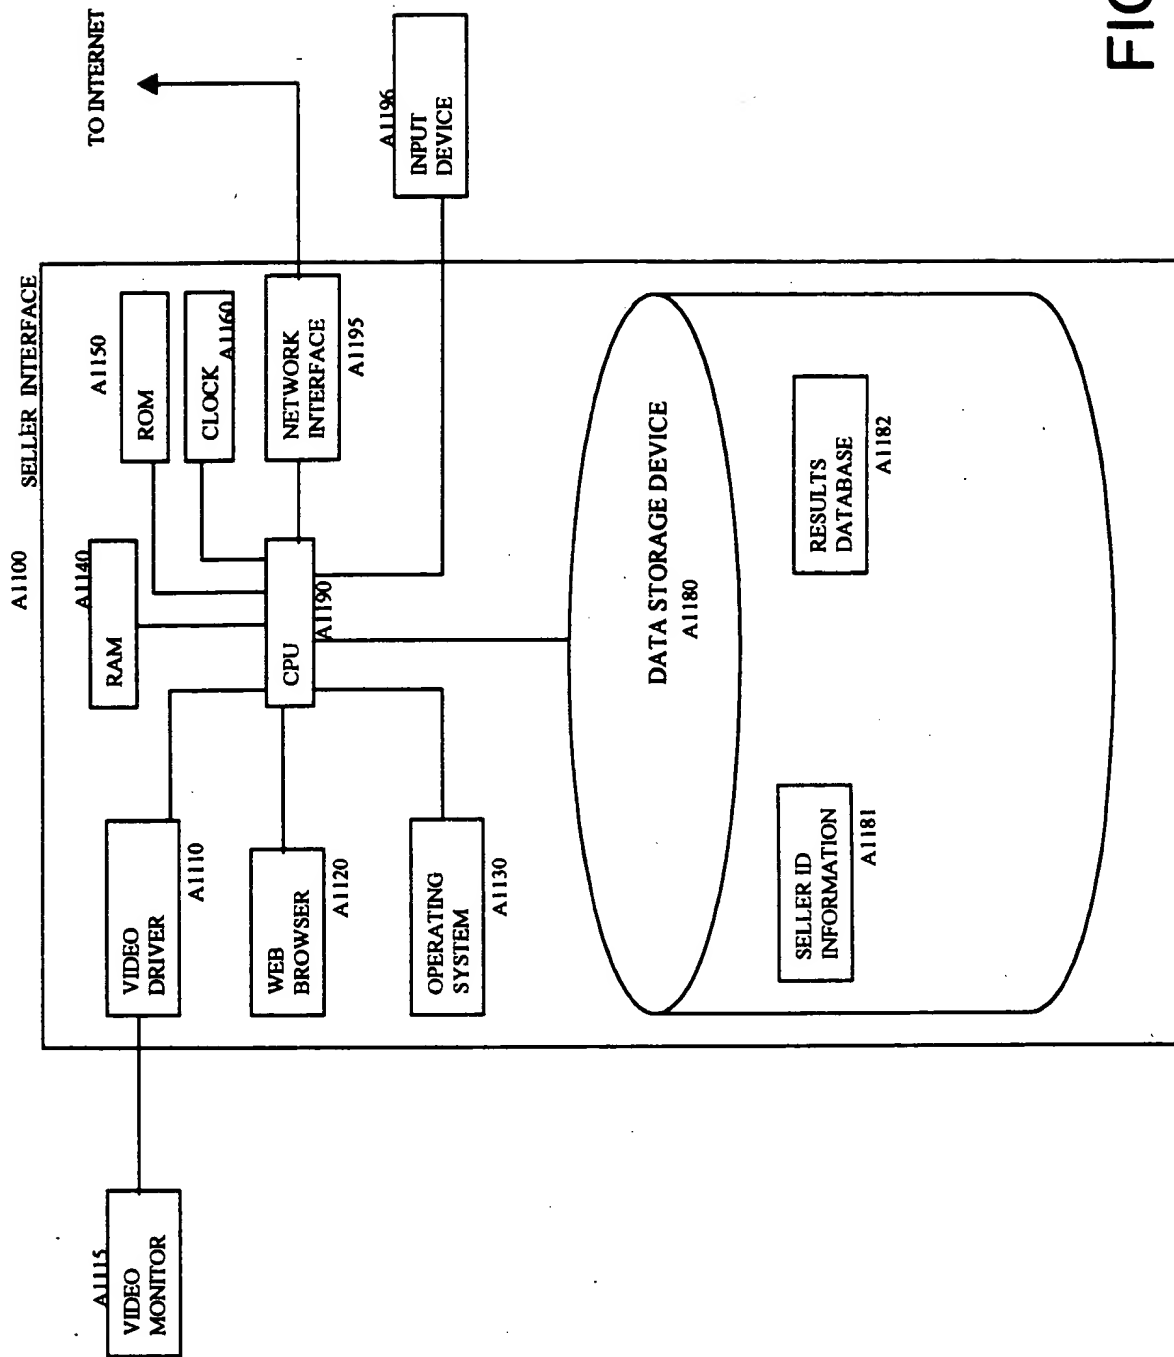 A1100
SELLER INTERFACE
TO INTERNET
A1115
VIDEO
MONITOR
VIDEO
DRIVER
A1110
A1140
RAM
A1150
ROM
CLOCK
A1160
WEB
BROWSER
A1120
CPU
A1190
NETWORK
INTERFACE
A1195
A1196
INPUT
DEVICE
OPERATING
SYSTEM
A1130
DATA STORAGE DEVICE
A1180
SELLER ID
INFORMATION
A1181
RESULTS
DATABASE
A1182